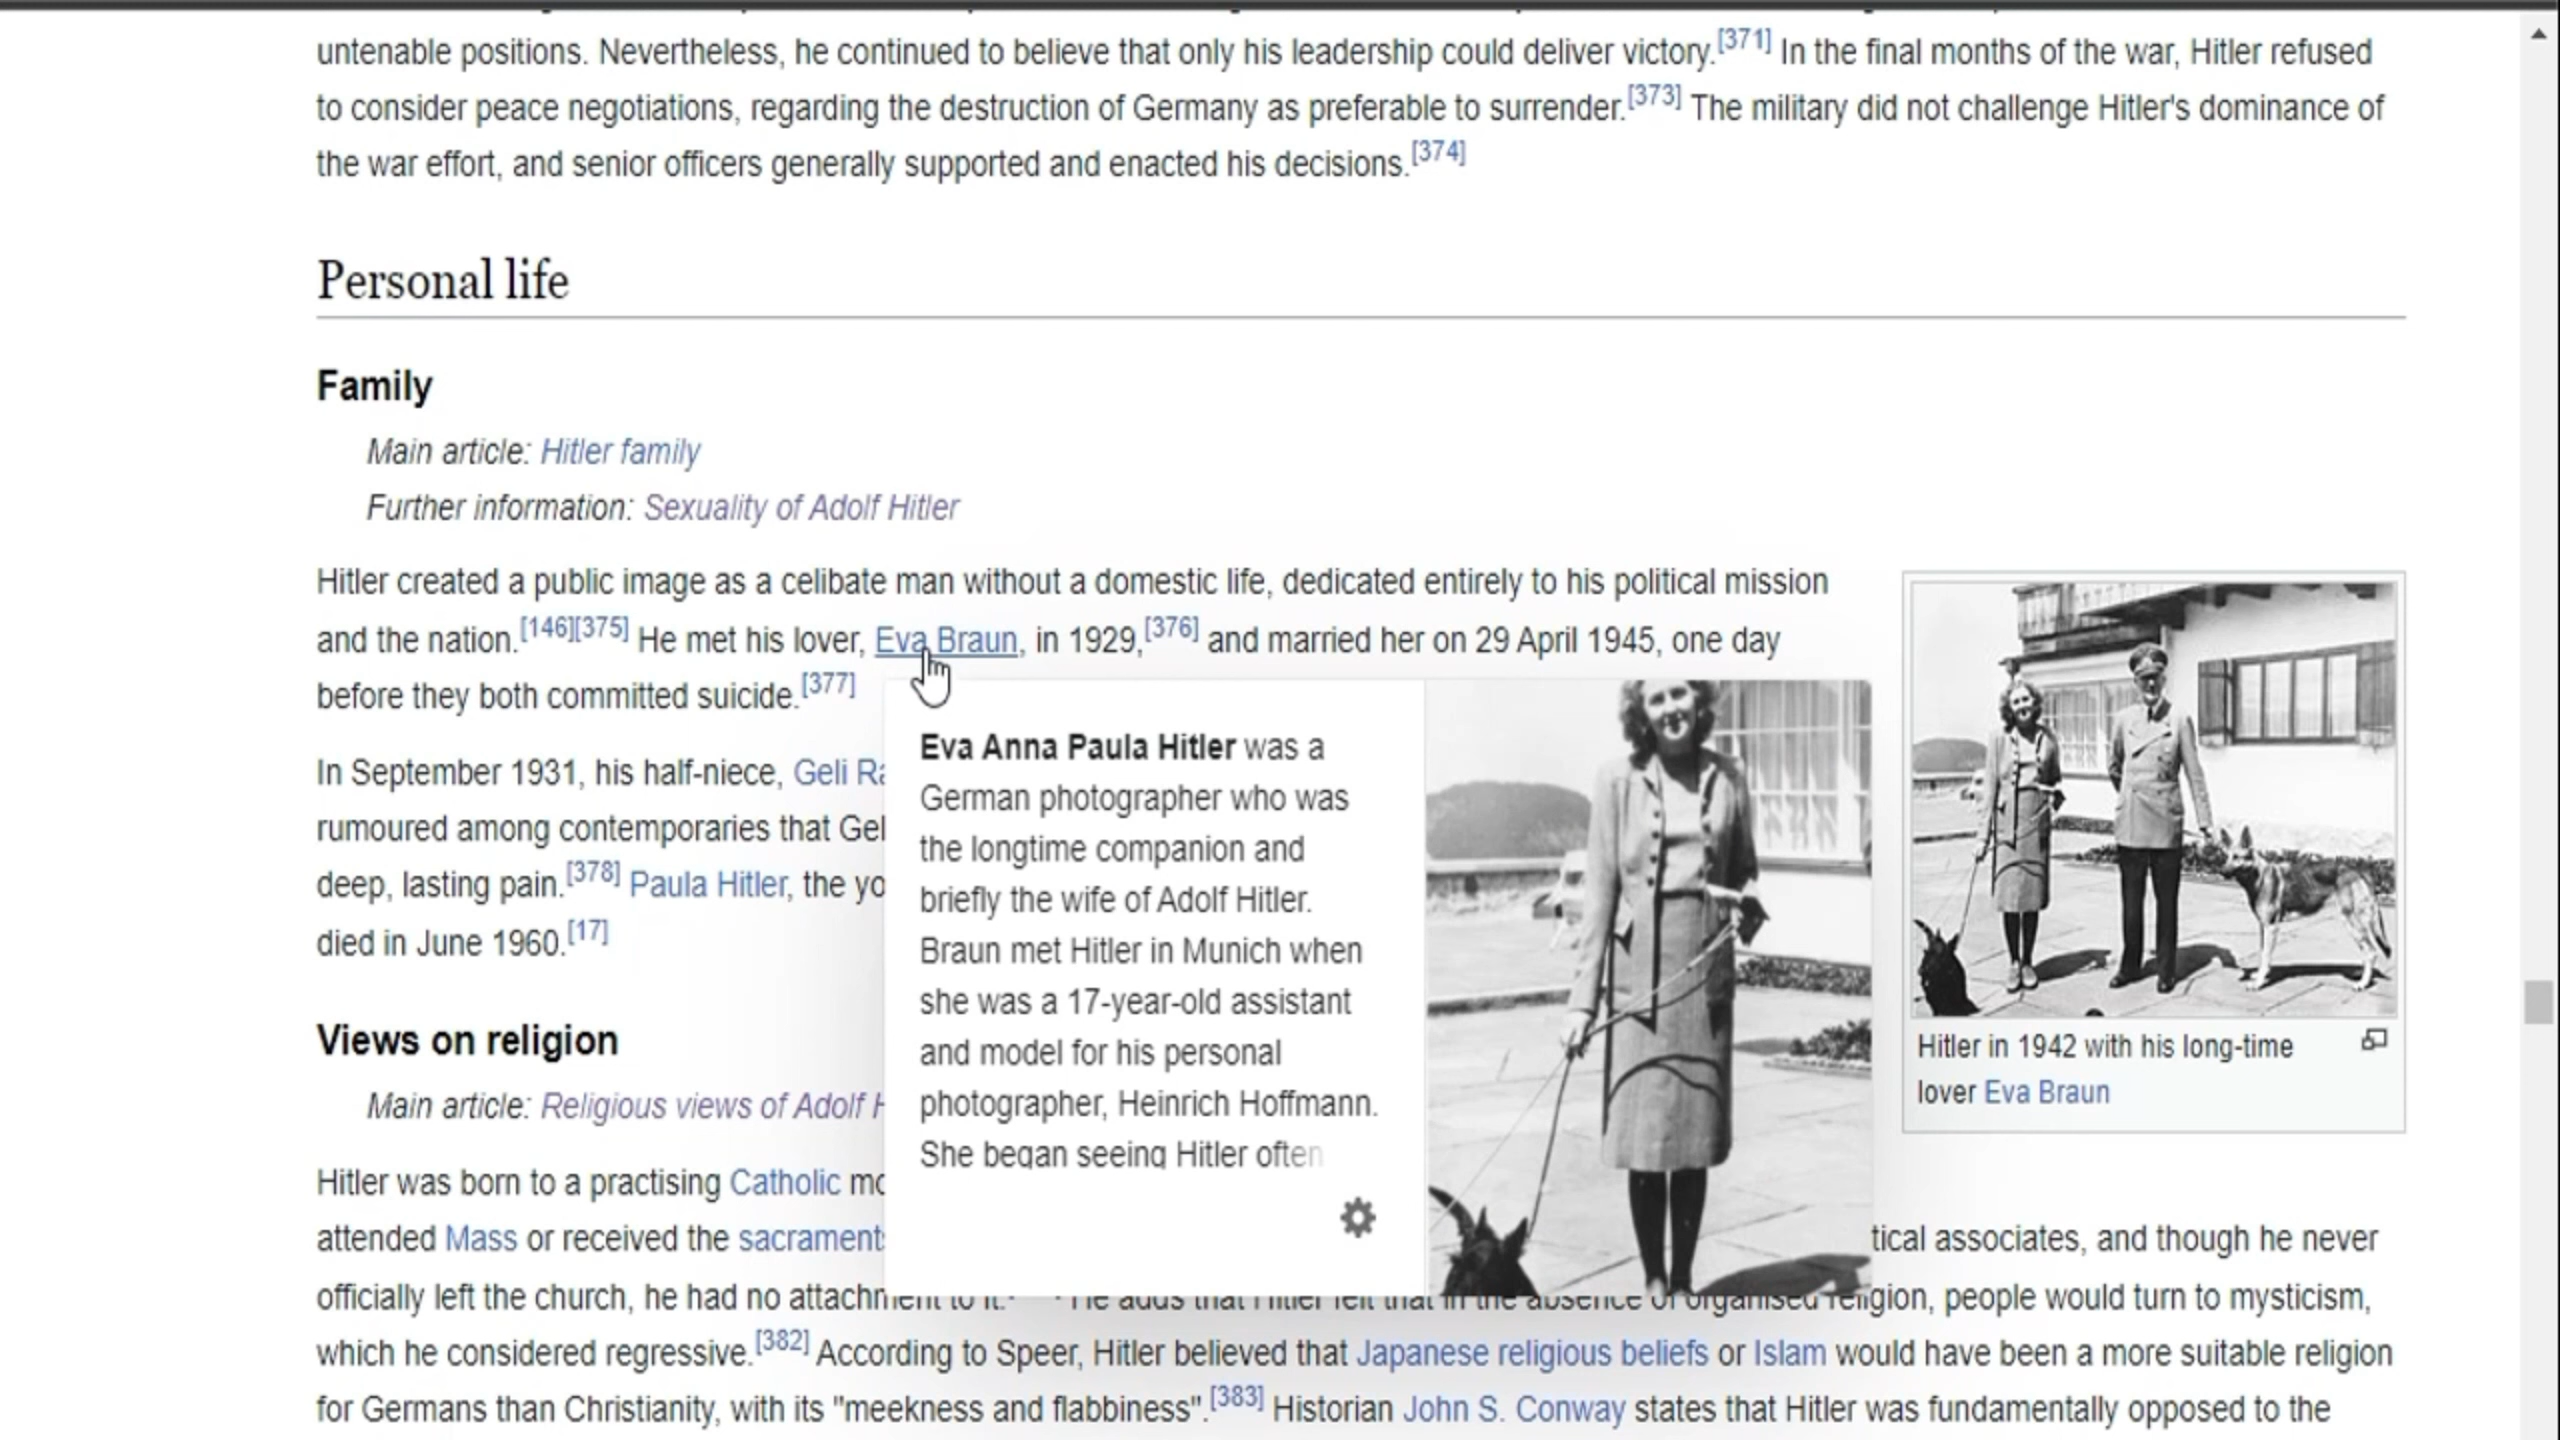 untenable positions. Nevertheless, he continued to believe that only his leadership could deliver victory.[371] In the final months of the war, Hitler refused
to consider peace negotiations, regarding the destruction of Germany as preferable to surrender.[373] The military did not challenge Hitler's dominance of
the war effort, and senior officers generally supported and enacted his decisions.[374]
Personal life
Family
Main article: Hitler family
Further information: Sexuality of Adolf Hitler
Hitler created a public image as a celibate man without a domestic life, dedicated entirely to his political mission
and the nation.[146][375] He met his lover, Eva Braun, in 1929,[376] and married her on 29 April 1945, one day
before they both committed suicide.[377]
In September 1931, his half-niece, Geli
rumoured among contemporaries that
deep, lasting pain.[378] Paula Hitler, the
died in June 1960.[17]
Views on religion
Main article: Religious views of Adolf
Hitler was born to a practising Catholic
attended Mass or received the
officially left the church, he had no attachment to it. He adds that Hitler felt that in the absence of organised religion, people would turn to mysticism,
which he considered regressive.[382] According to Speer, Hitler believed that Japanese religious beliefs or Islam would have been a more suitable religion
for Germans than Christianity, with its "meekness and flabbiness".[383] Historian John S. Conway states that Hitler was fundamentally opposed to the
Eva Anna Paula Hitler was a
German photographer who was
the longtime companion and
briefly the wife of Adolf Hitler.
Braun met Hitler in Munich when
she was a 17-year-old assistant
and model for his personal
photographer, Heinrich Hoffmann.
She began seeing Hitler often
Hitler in 1942 with his long-time
lover Eva Braun
tical associates, and though he never